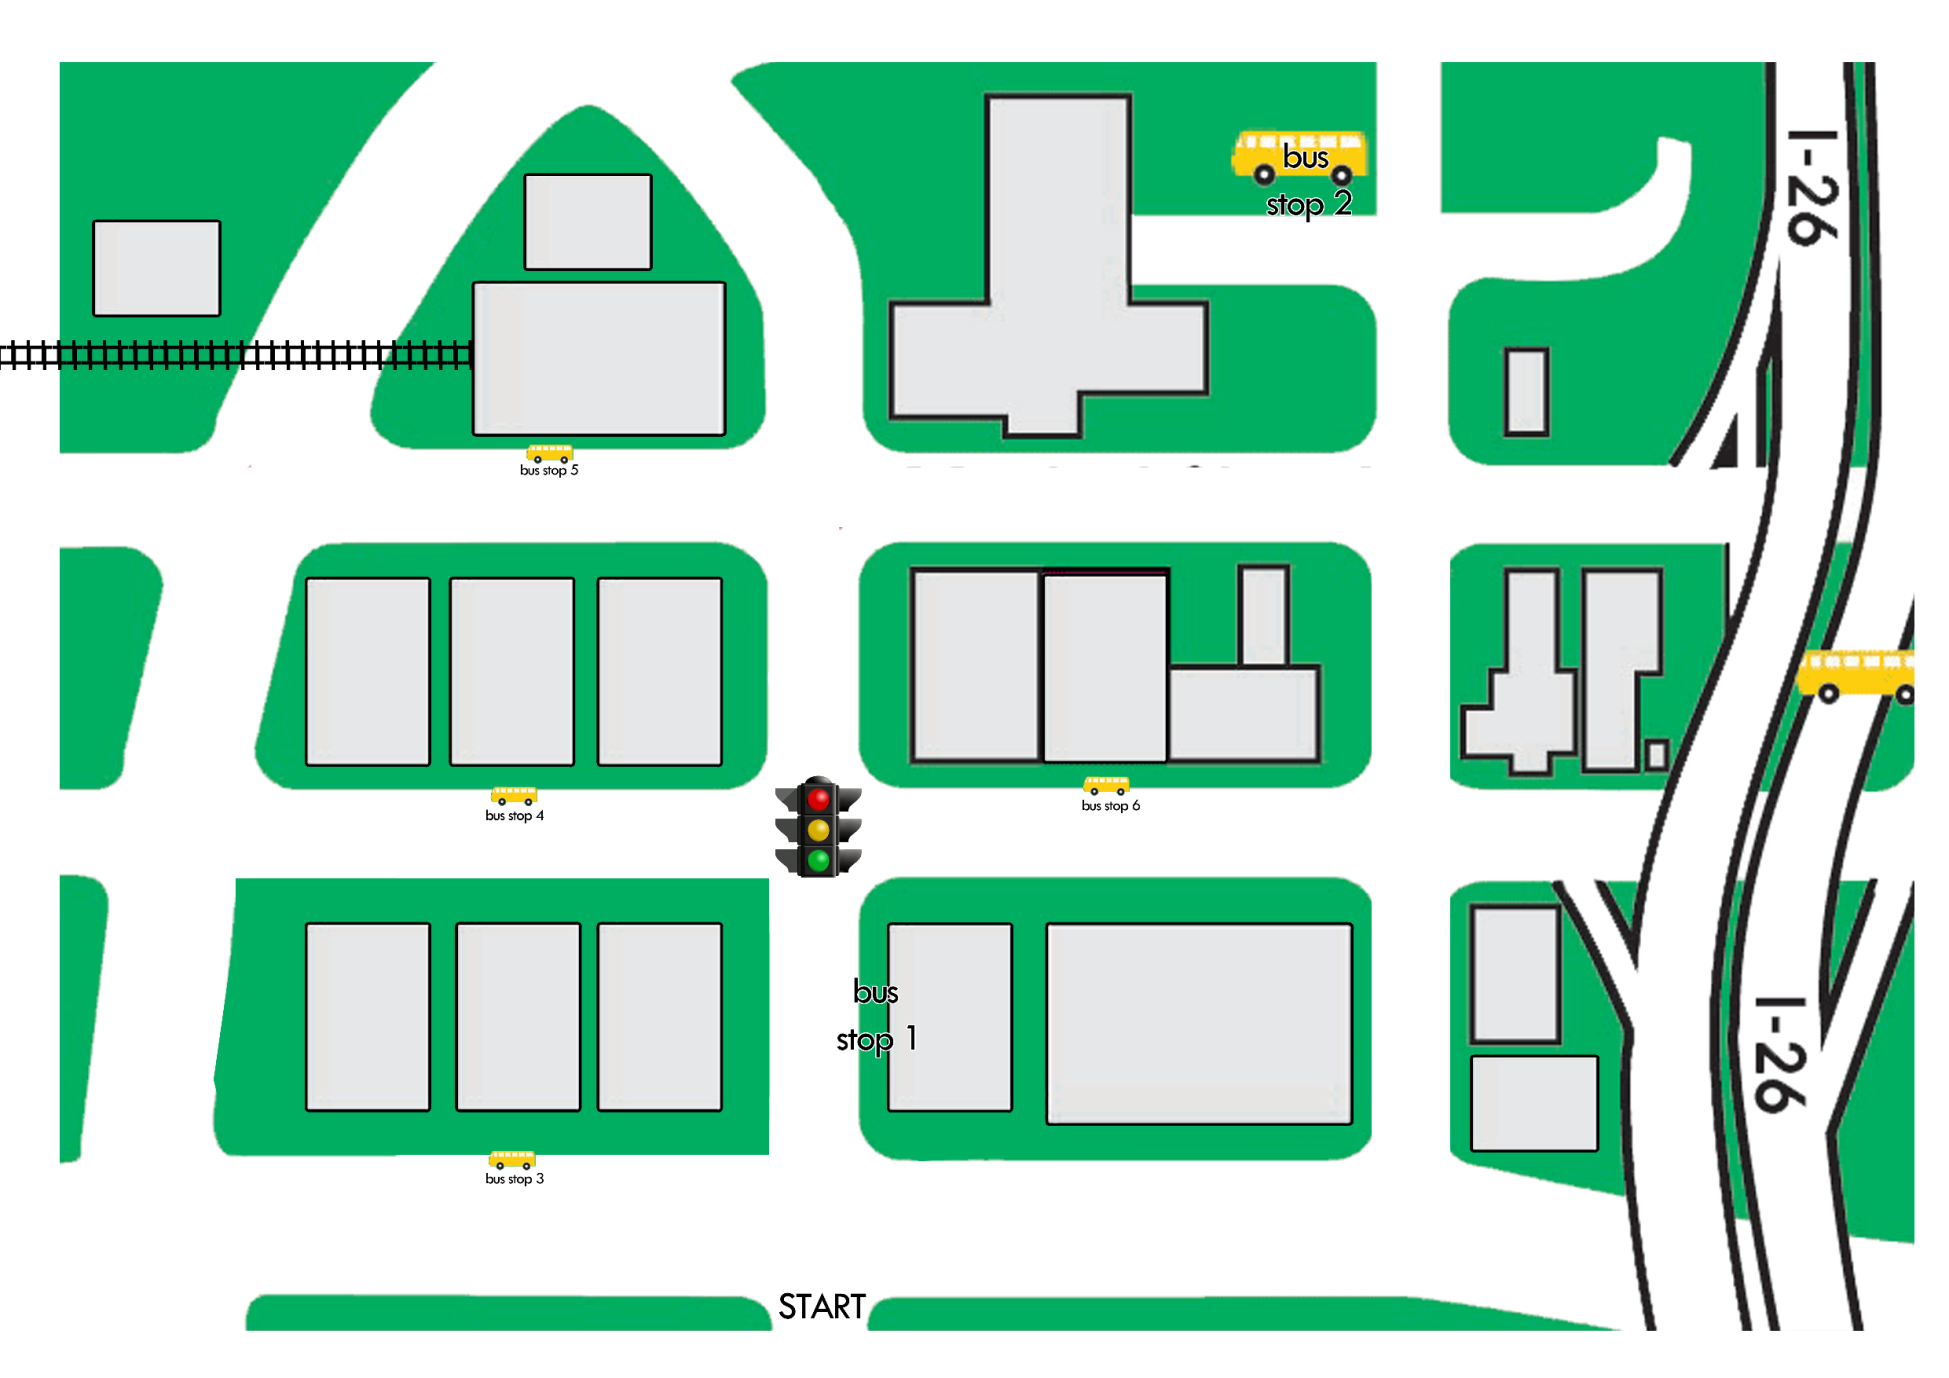 I-26
bus
stop 2
bus stop 5
bus stop 4
bus stop 6
bus
stop 1
I-26
bus stop 3
START